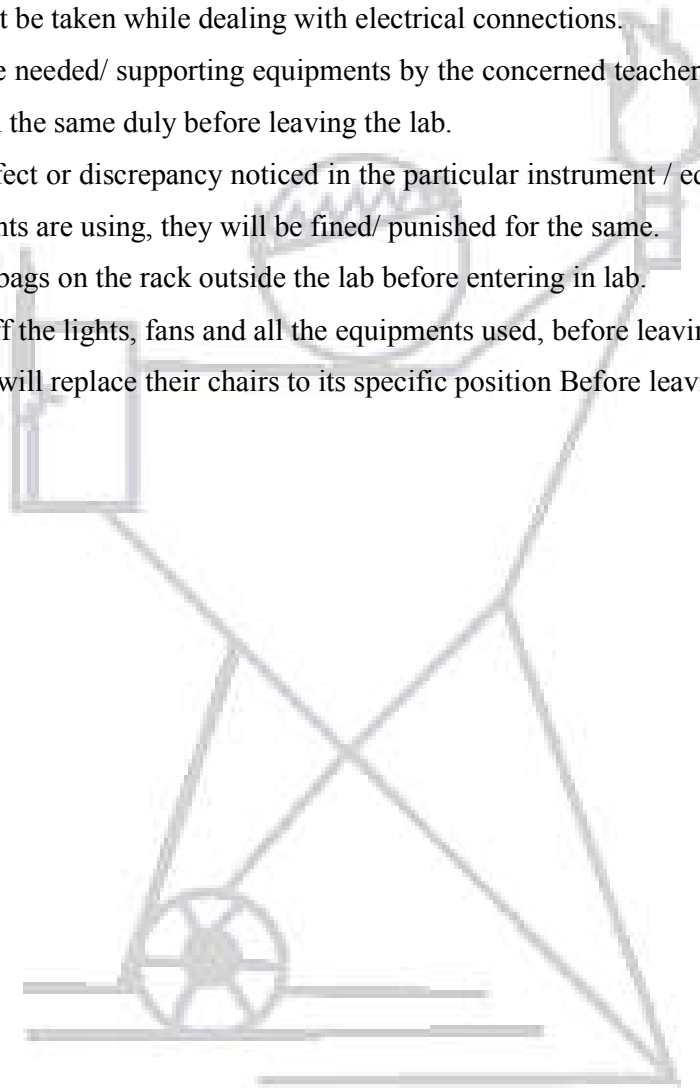 t be taken while dealing with electrical connections.
e needed/ supporting equipments by the concerned teacher
the same duly before leaving the lab.
fect or discrepancy noticed in the particular instrument / eq
nts are using, they will be fined/ punished for the same.
bags on the rack outside the lab before entering in lab.
ff the lights, fans and all the equipments used, before leavin
will replace their chairs to its specific position Before leavi